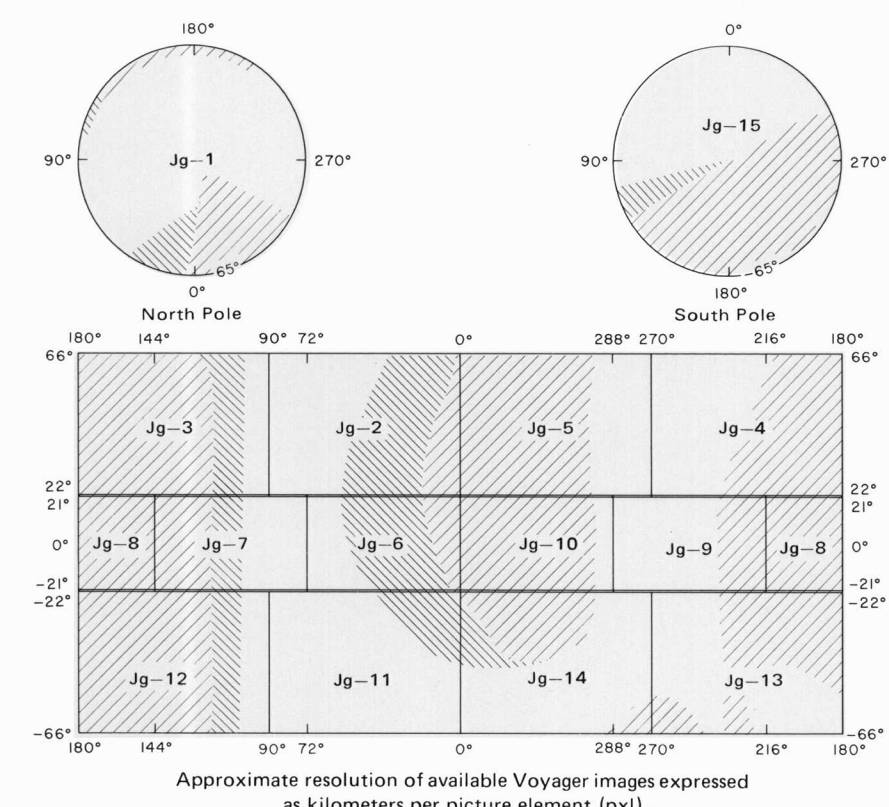 180° 0°
Jg–1 Jg–15
90° 270° 90° 270°
65° –65°
0° 180°
North Pole South Pole
180° 144° 90° 72° 0° 288° 270° 216° 180°
66° 66°
Jg–3 Jg–2 Jg–5 Jg–4
22° 22°
21° 21°
0° Jg–8 Jg–7 Jg–6 Jg–10 Jg–9 Jg–8 0°
–21° –21°
–22° –22°
Jg–12 Jg–11 Jg–14 Jg–13
–66° –66°
180° 144° 90° 72° 0° 288° 270° 216° 180°
Approximate resolution of available Voyager images expressed
as kilometers per picture element (pxl)